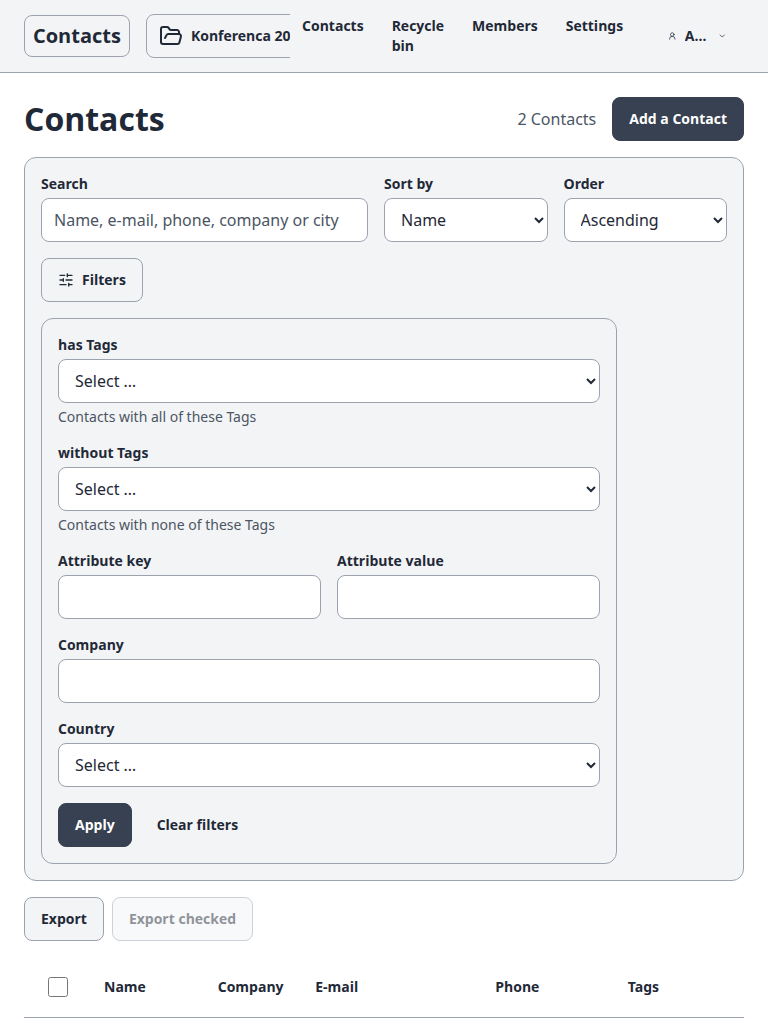 Contacts
Konferenca 20
Contacts
Recycle
bin
Members
Settings
A...
Contacts
2 Contacts
Add a Contact
Search
Sort by
Order
Name, e-mail, phone, company or city
Name
Ascending
Filters
has Tags
Select ...
Contacts with all of these Tags
without Tags
Select ...
Contacts with none of these Tags
Attribute key
Attribute value
Company
Country
Select ...
Apply
Clear filters
Export
Export checked
Name
Company
E-mail
Phone
Tags